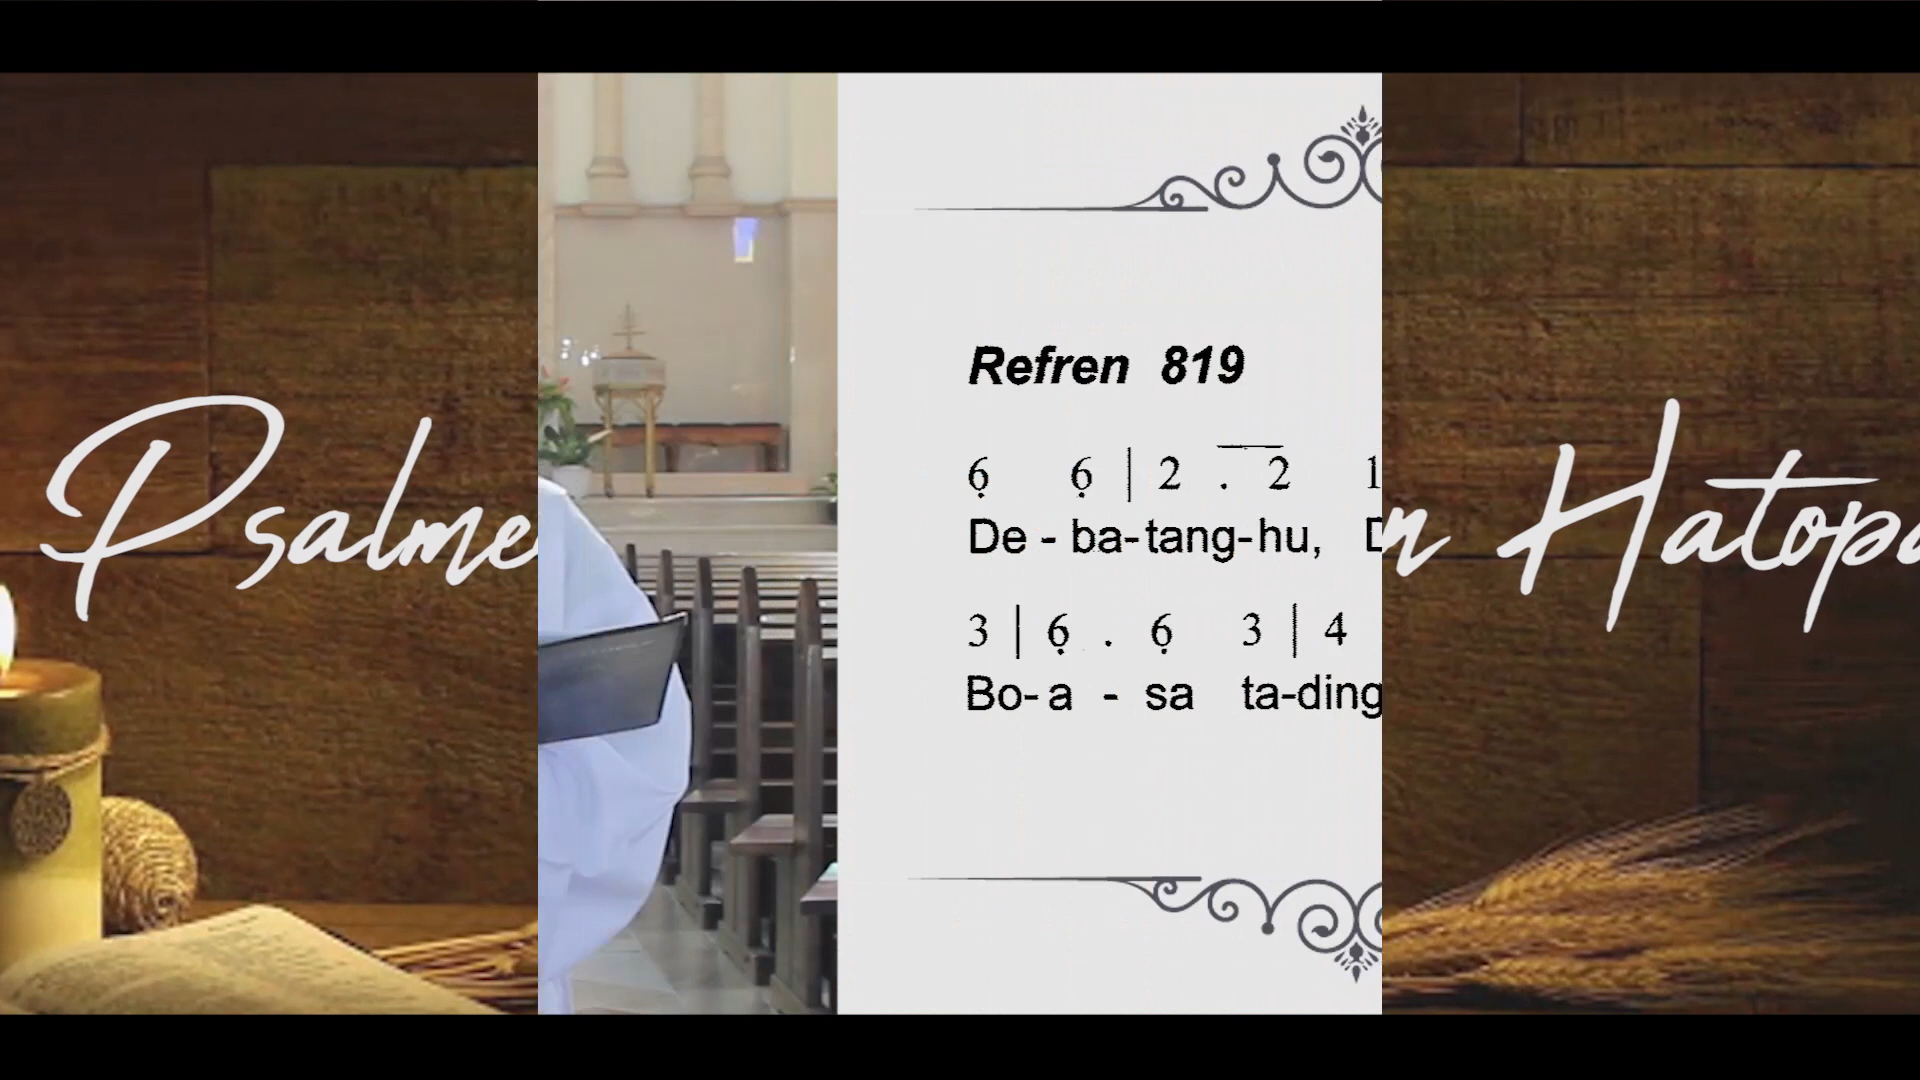 Psalme
n Hatopa
Refren 819
6̣ 6̣ | 2 . 2 1
De - ba-tang-hu, D
3 | 6̣ . 6̣ 3 | 4
Bo-a - sa ta-ding